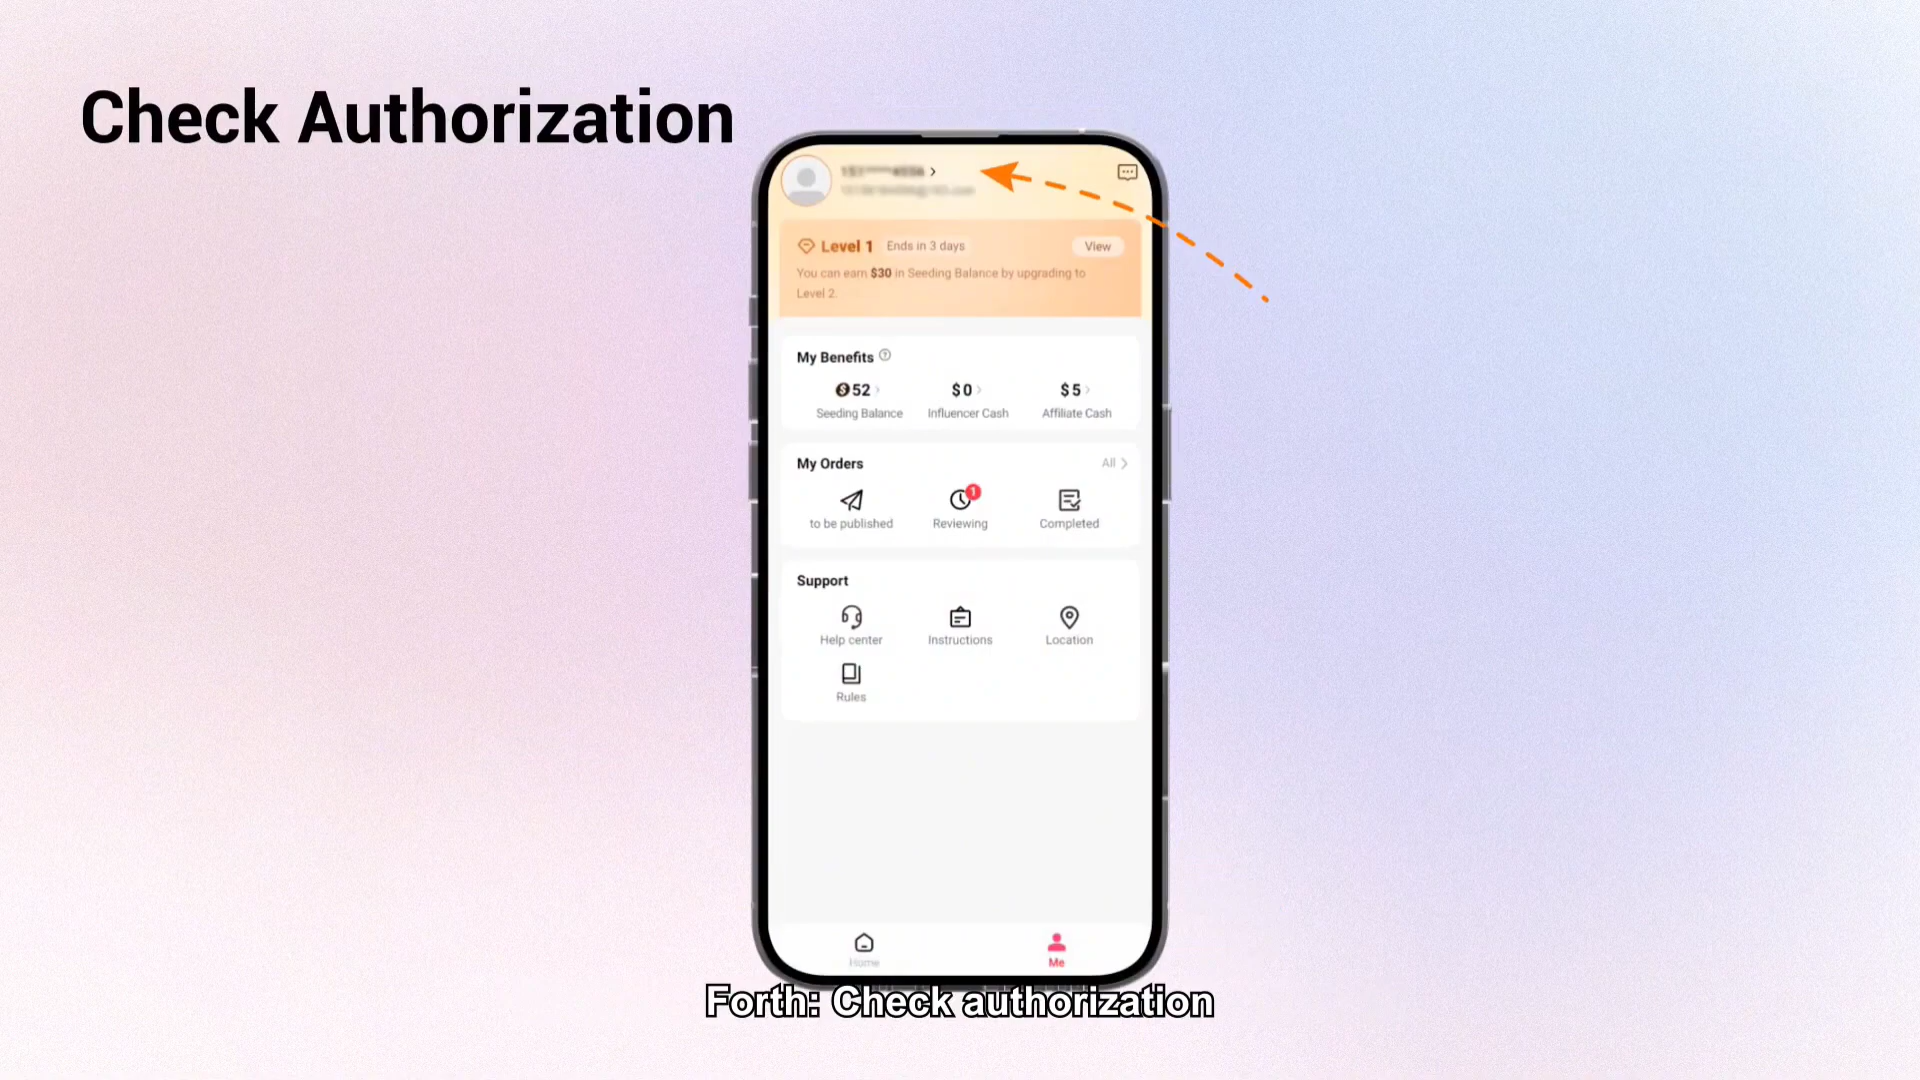 Check Authorization
Level 1 Ends in 3 days View
You can earn $30 in Seeding Balance by upgrading to
Level 2.
My Benefits
52 $0 $5
Seeding Balance Influencer Cash Affiliate Cash
My Orders All
1
to be published Reviewing Completed
Support
Help center Instructions Location
Rules
Home Me
Forth: Check authorization